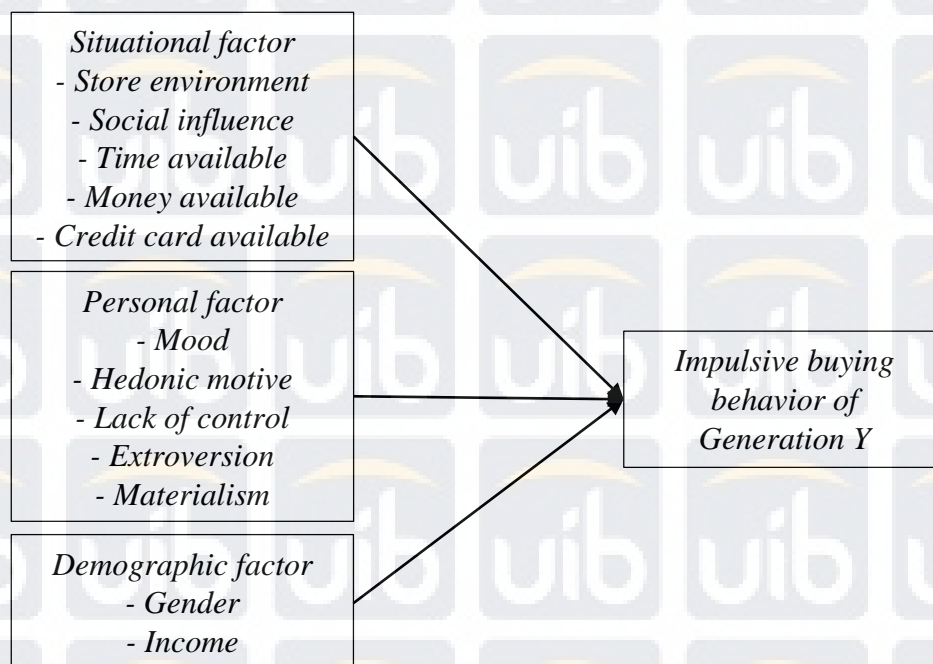 Situational factor
- Store environment
- Social influence
- Time available
- Money available
- Credit card available
Personal factor
- Mood
- Hedonic motive
- Lack of control
- Extroversion
- Materialism
Impulsive buying
behavior of
Generation Y
Demographic factor
- Gender
- Income